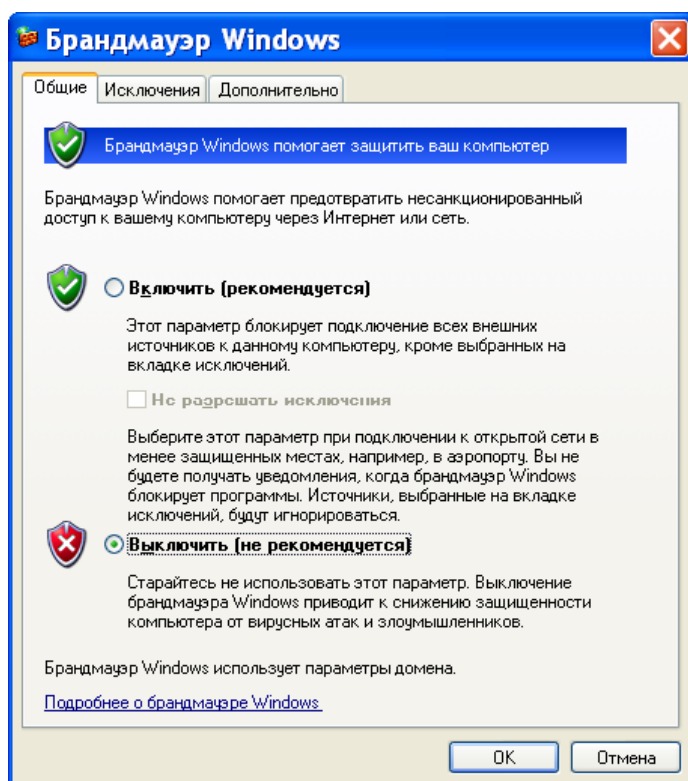 Брандмауэр Windows
Общие Исключения Дополнительно
Брандмауэр Windows помогает защитить ваш компьютер
Брандмауэр Windows помогает предотвратить несанкционированный
доступ к вашему компьютеру через Интернет или сеть.
Включить (рекомендуется)
Этот параметр блокирует подключение всех внешних
источников к данному компьютеру, кроме выбранных на
вкладке исключений.
Не разрешать исключения
Выберите этот параметр при подключении к открытой сети в
менее защищенных местах, например, в аэропорту. Вы не
будете получать уведомления, когда брандмауэр Windows
блокирует программы. Источники, выбранные на вкладке
исключений, будут игнорироваться.
Выключить (не рекомендуется)
Старайтесь не использовать этот параметр. Выключение
брандмауэра Windows приводит к снижению защищенности
компьютера от вирусных атак и злоумышленников.
Брандмауэр Windows использует параметры домена.
Подробнее о брандмауэре Windows
OK Отмена